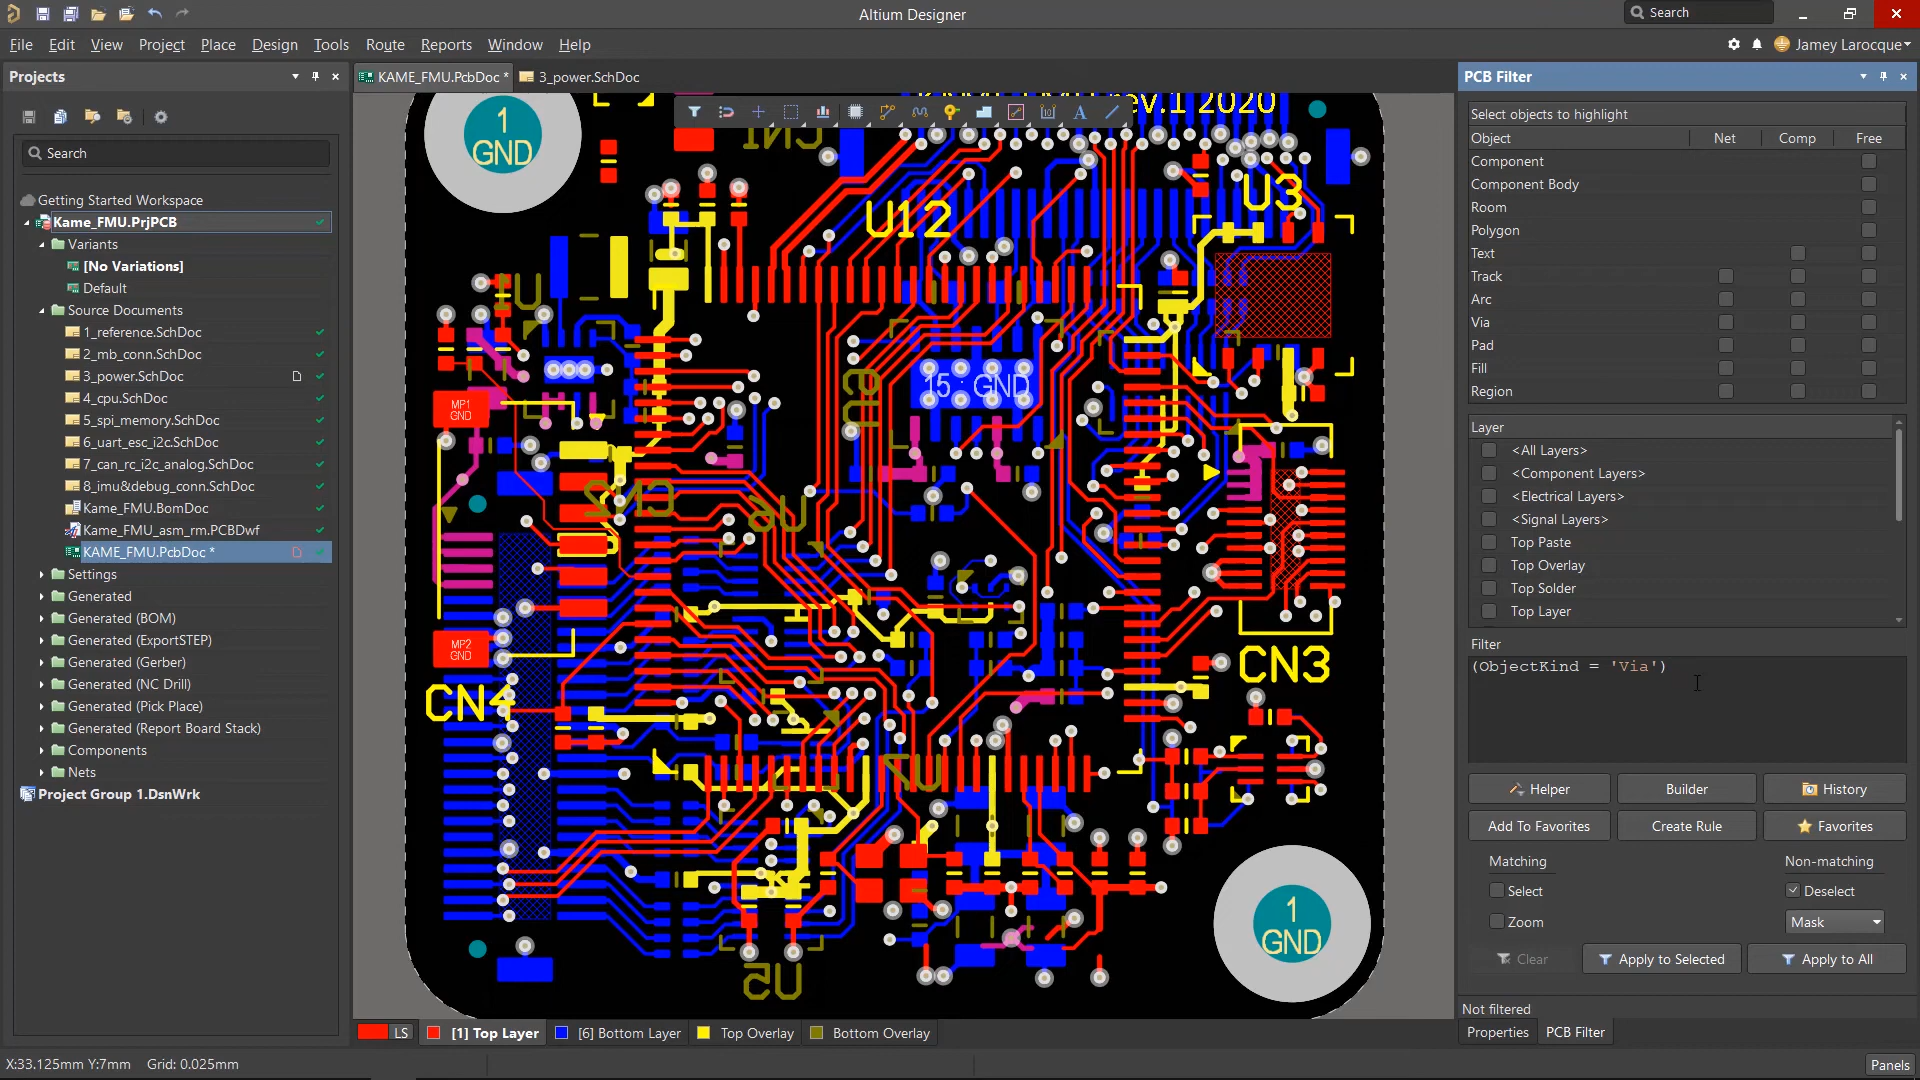 Altium Designer
Search
File Edit View Project Place Design Tools Route Reports Window Help
Jamey Larocque
Projects
Search
Getting Started Workspace
Kame_FMU.PrjPCB
Variants
[No Variations]
Default
Source Documents
1_reference.SchDoc
2_mb_conn.SchDoc
3_power.SchDoc
4_cpu.SchDoc
5_spi_memory.SchDoc
6_uart_esc_i2c.SchDoc
7_can_rc_i2c_analog.SchDoc
8_imu&debug_conn.SchDoc
Kame_FMU.BomDoc
Kame_FMU_asm_rm.PCBDwf
KAME_FMU.PcbDoc *
Settings
Generated
Generated (BOM)
Generated (ExportSTEP)
Generated (Gerber)
Generated (NC Drill)
Generated (Pick Place)
Generated (Report Board Stack)
Components
Nets
Project Group 1.DsnWrk
KAME_FMU.PcbDoc *
3_power.SchDoc
rev.1 2020
1
GND
CN1
U12
U3
U1
15 : GND
MP1
GND
CN2
U6
MP2
GND
CN4
CN3
U7
U5
1
GND
LS
[1] Top Layer
[6] Bottom Layer
Top Overlay
Bottom Overlay
PCB Filter
Select objects to highlight
Object Net Comp Free
Component
Component Body
Room
Polygon
Text
Track
Arc
Via
Pad
Fill
Region
Layer
<All Layers>
<Component Layers>
<Electrical Layers>
<Signal Layers>
Top Paste
Top Overlay
Top Solder
Top Layer
Filter
(ObjectKind = 'Via')
Helper Builder History
Add To Favorites Create Rule Favorites
Matching Non-matching
Select Deselect
Zoom Mask
Clear Apply to Selected Apply to All
Not filtered
Properties PCB Filter
X:33.125mm Y:7mm Grid: 0.025mm
Panels